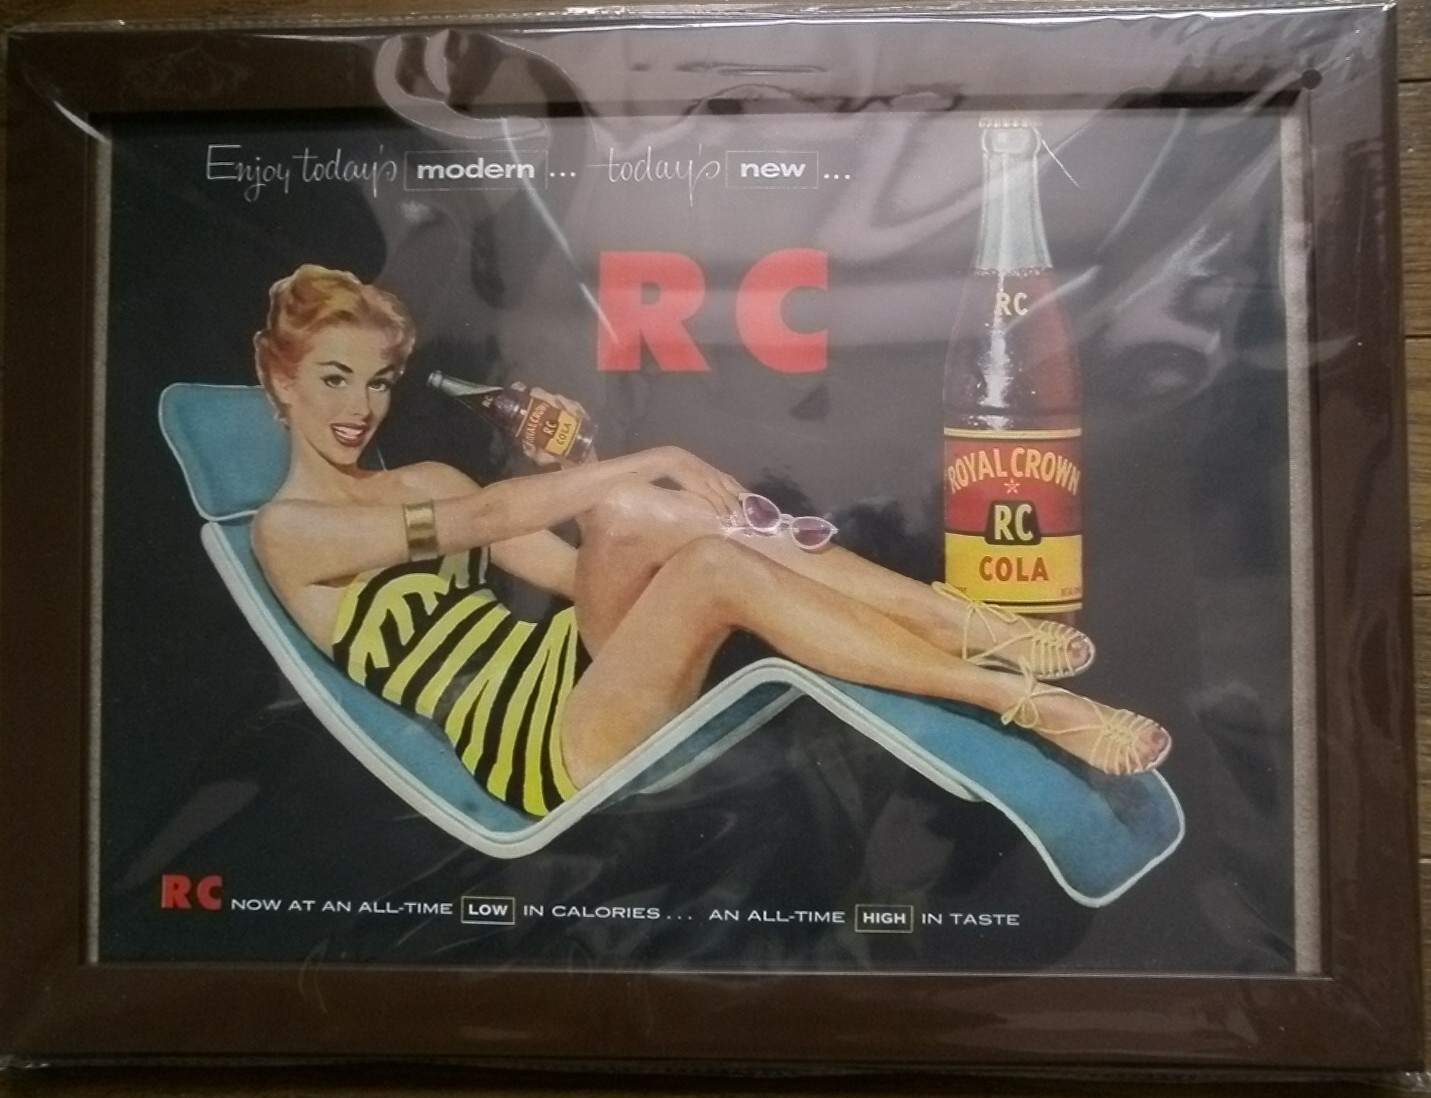 Enjoy today's modern... today's new...
RC
RC
ROYAL CROWN
RC
COLA
RC
ROYAL CROWN
RC
COLA
RC NOW AT AN ALL-TIME LOW IN CALORIES... AN ALL-TIME HIGH IN TASTE